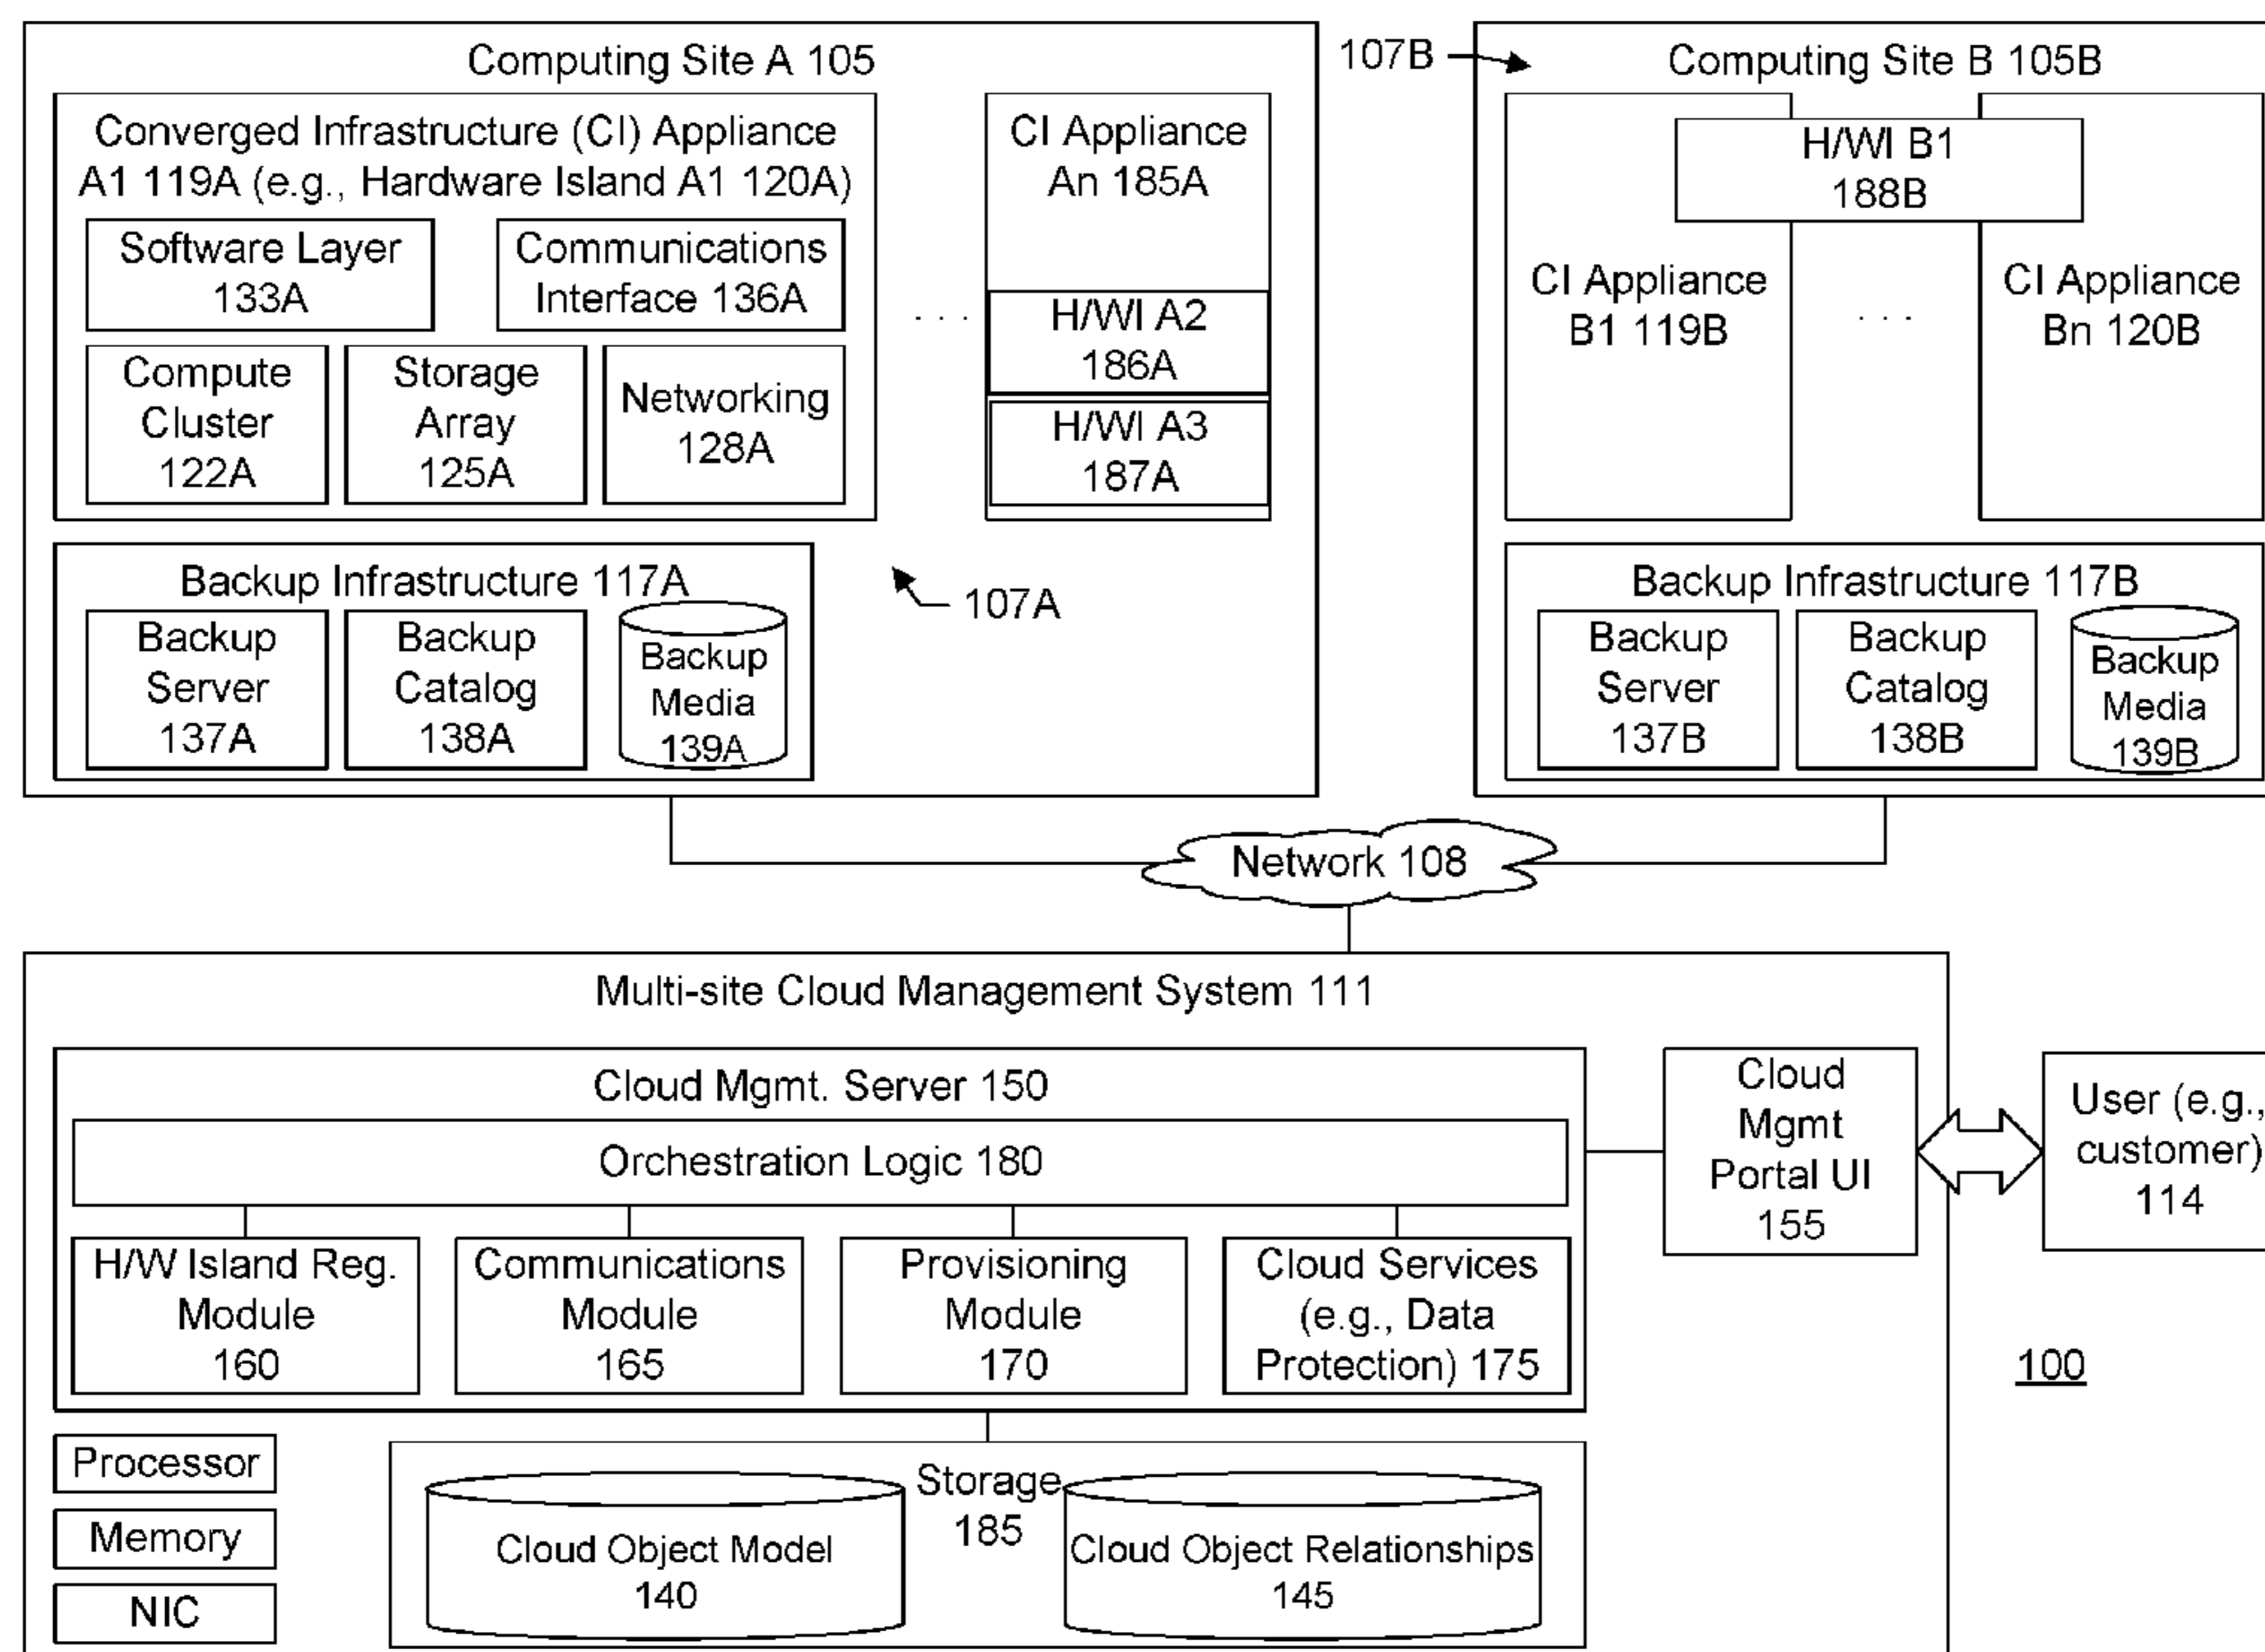 Computing Site A 105
Converged Infrastructure (CI) Appliance
A1 119A (e.g., Hardware Island A1 120A)
Software Layer
133A
Communications
Interface 136A
Compute
Cluster
122A
Storage
Array
125A
Networking
128A
. . .
CI Appliance
An 185A
H/WI A2
186A
H/WI A3
187A
Backup Infrastructure 117A
Backup
Server
137A
Backup
Catalog
138A
Backup
Media
139A
107A
107B
Computing Site B 105B
H/WI B1
188B
CI Appliance
B1 119B
. . .
CI Appliance
Bn 120B
Backup Infrastructure 117B
Backup
Server
137B
Backup
Catalog
138B
Backup
Media
139B
Network 108
Multi-site Cloud Management System 111
Cloud Mgmt. Server 150
Orchestration Logic 180
H/W Island Reg.
Module
160
Communications
Module
165
Provisioning
Module
170
Cloud Services
(e.g., Data
Protection) 175
Cloud
Mgmt
Portal UI
155
User (e.g.,
customer)
114
100
Processor
Memory
NIC
Storage
185
Cloud Object Model
140
Cloud Object Relationships
145